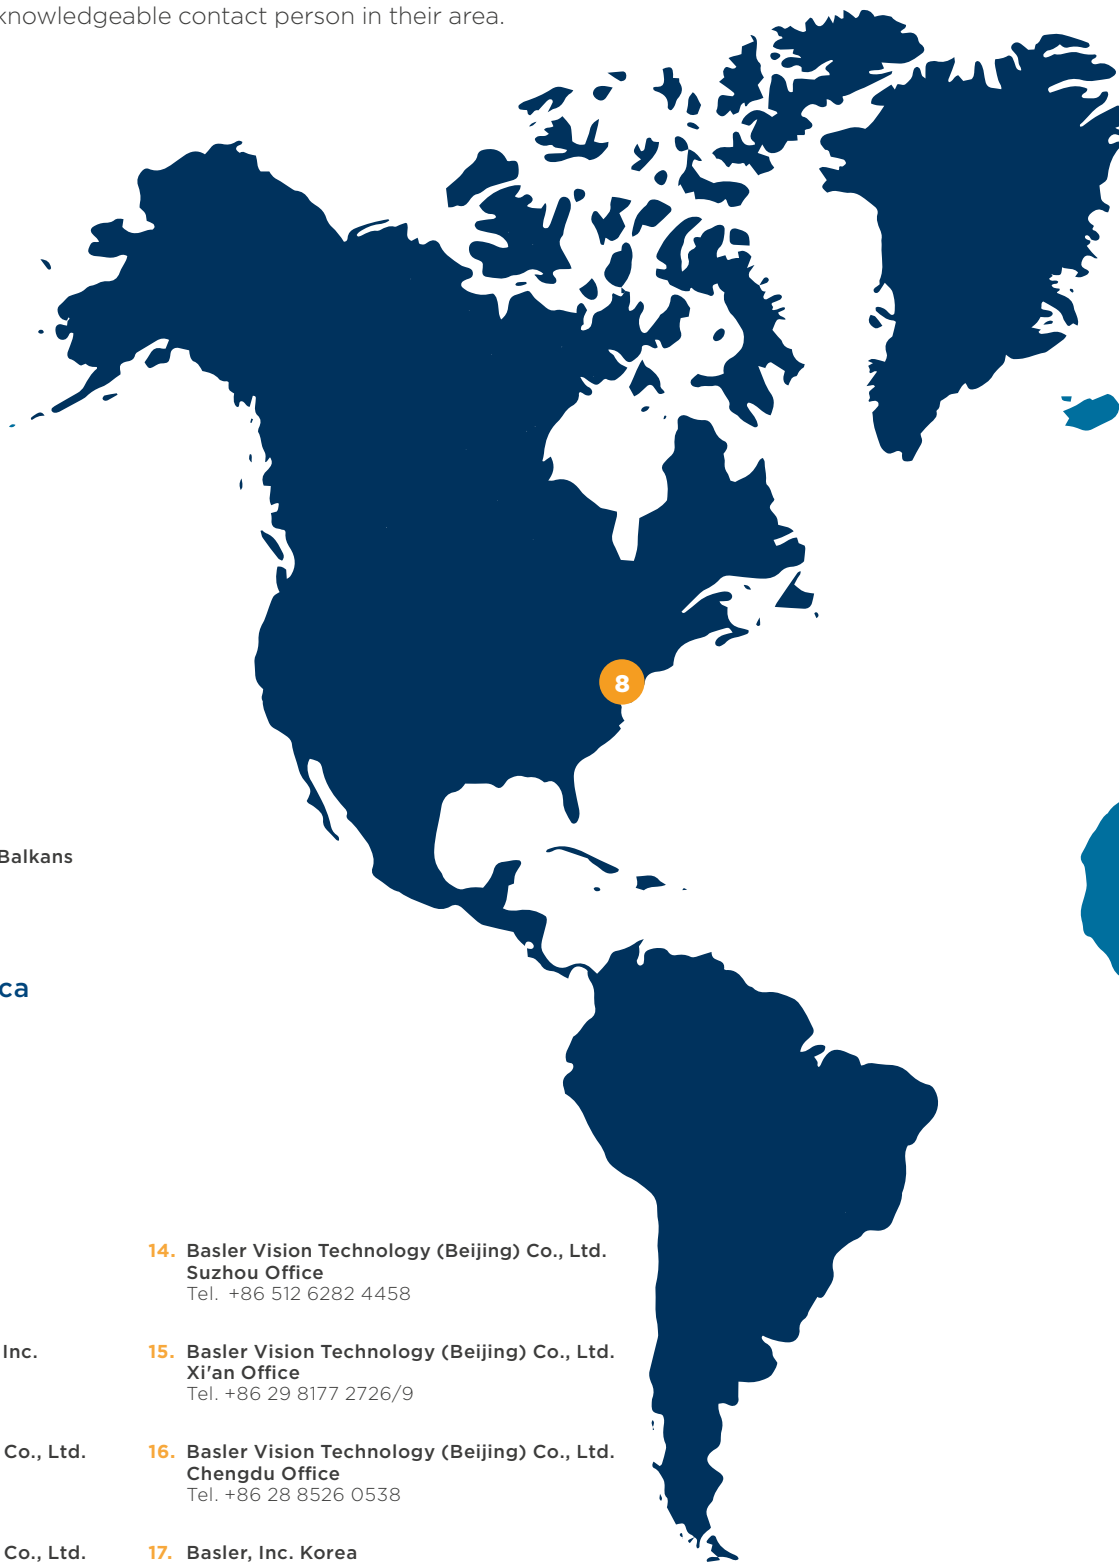 knowledgeable contact person in their area.
8
Balkans
ca
Inc.
Co., Ltd.
Co., Ltd.
14. Basler Vision Technology (Beijing) Co., Ltd.
Suzhou Office
Tel. +86 512 6282 4458
15. Basler Vision Technology (Beijing) Co., Ltd.
Xi'an Office
Tel. +86 29 8177 2726/9
16. Basler Vision Technology (Beijing) Co., Ltd.
Chengdu Office
Tel. +86 28 8526 0538
17. Basler, Inc. Korea